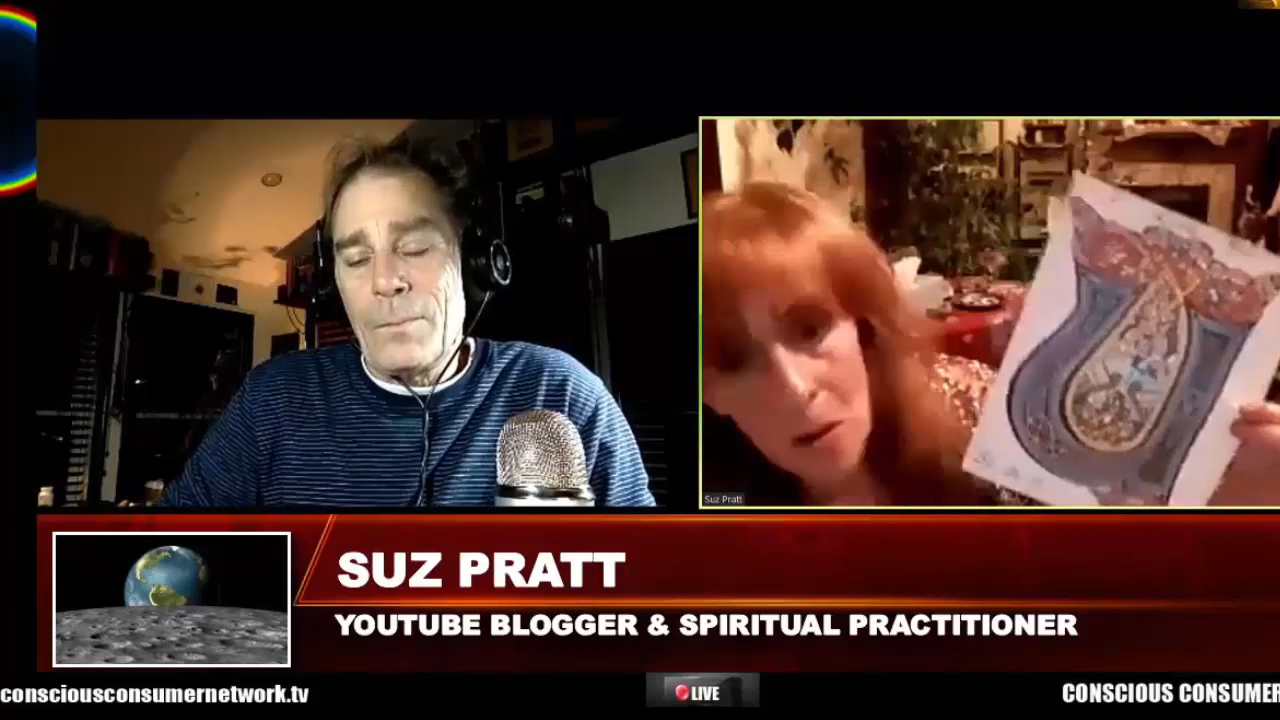 Suz Pratt
SUZ PRATT
YOUTUBE BLOGGER & SPIRITUAL PRACTITIONER
consciousconsumernetwork.tv
LIVE
CONSCIOUS CONSUMER